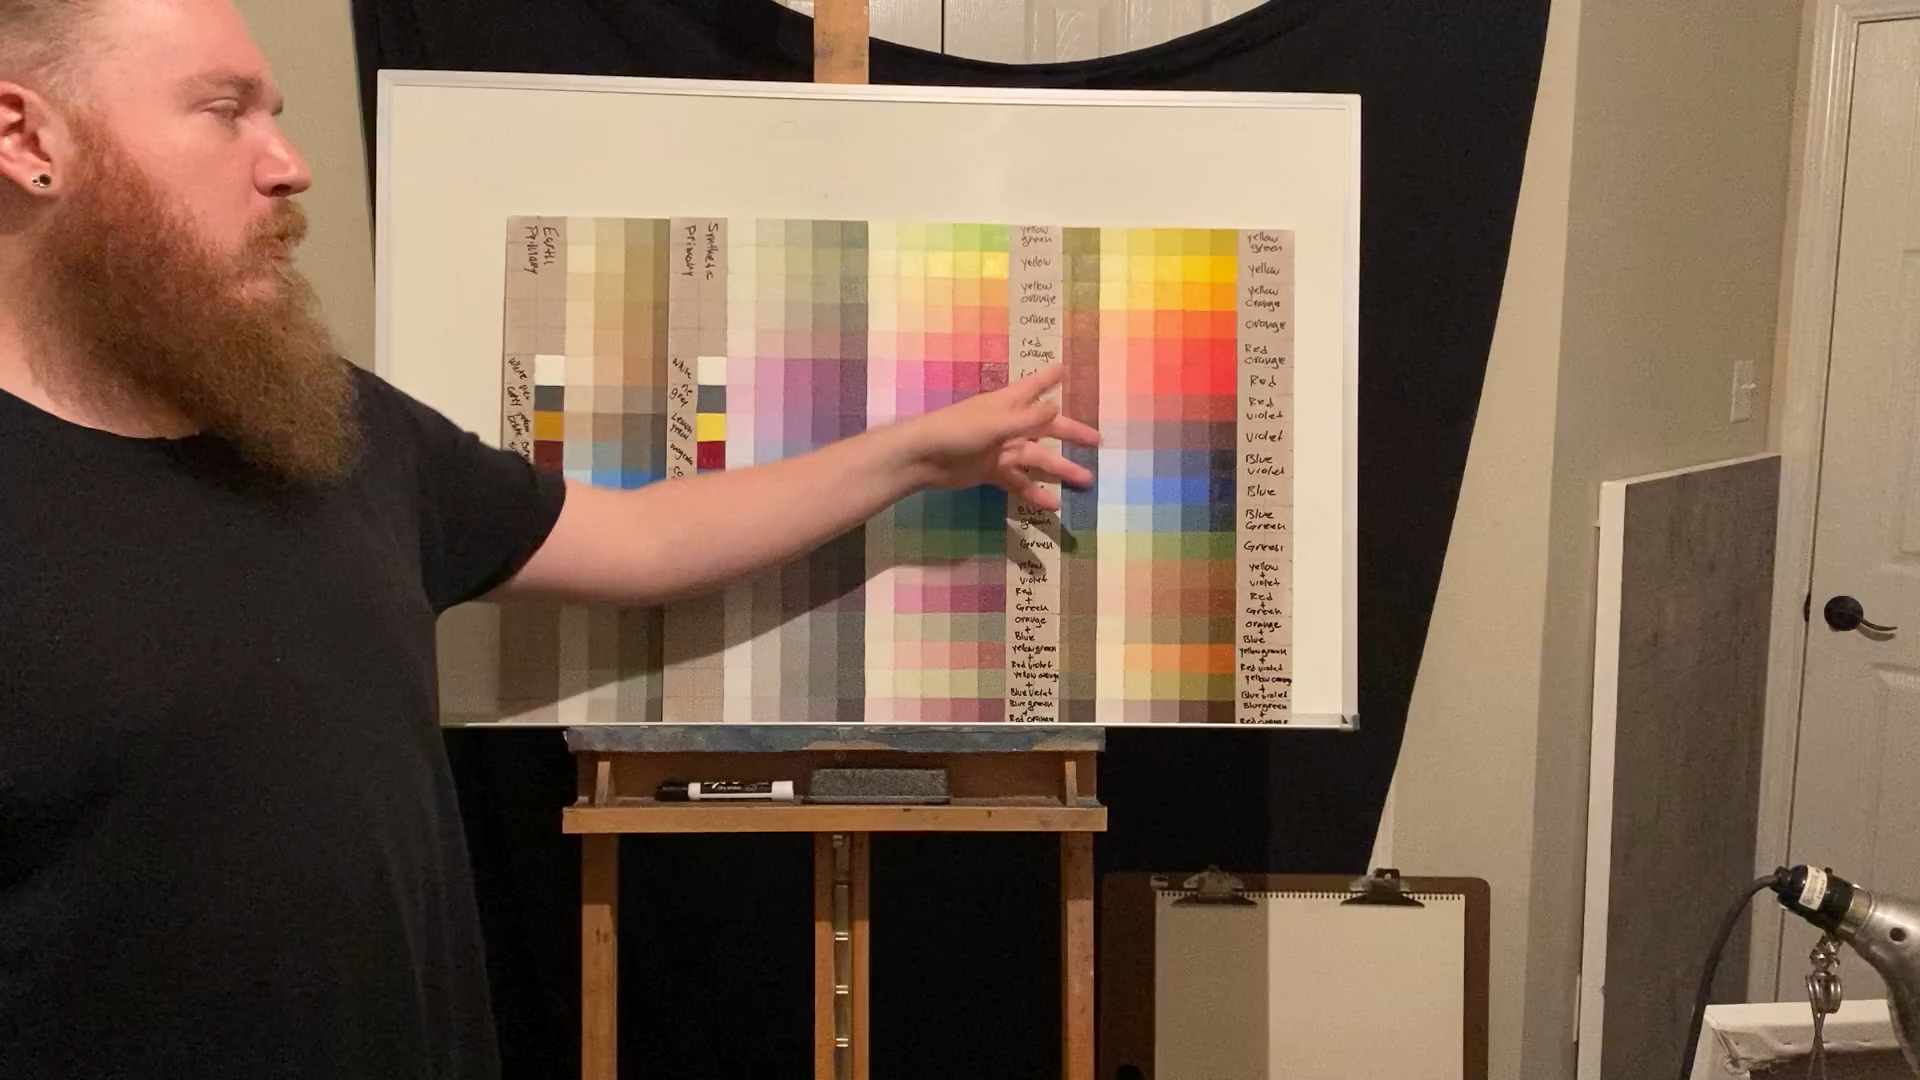 Earth
Primary
White
Synthetic
Primary
White
Lemon
yellow
magenta
yellow
green
yellow
yellow
orange
orange
red
orange
Blue
green
Green
yellow
+
violet
Red
+
Green
orange
+
Blue
yellow green
+
Red violet
yellow orange
+
Blue violet
Blue green
+
Red orange
yellow
green
yellow
yellow
orange
orange
Red
orange
Red
Red
violet
violet
Blue
violet
Blue
Blue
Green
Green
yellow
+
violet
Red
+
Green
orange
+
Blue
yellow green
+
Red violet
yellow orange
+
Blue violet
Bluegreen
+
Red orange